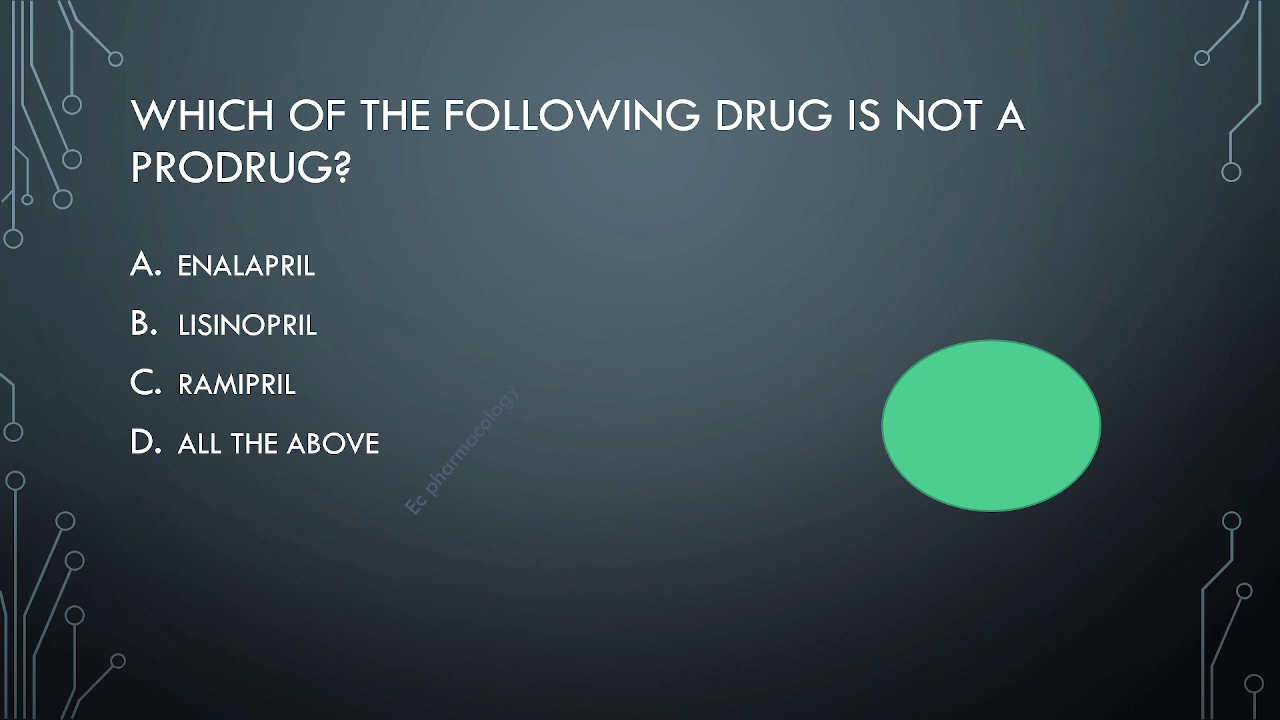 WHICH OF THE FOLLOWING DRUG IS NOT A
PRODRUG?
A. ENALAPRIL
B. LISINOPRIL
C. RAMIPRIL
D. ALL THE ABOVE
Ec pharmacology